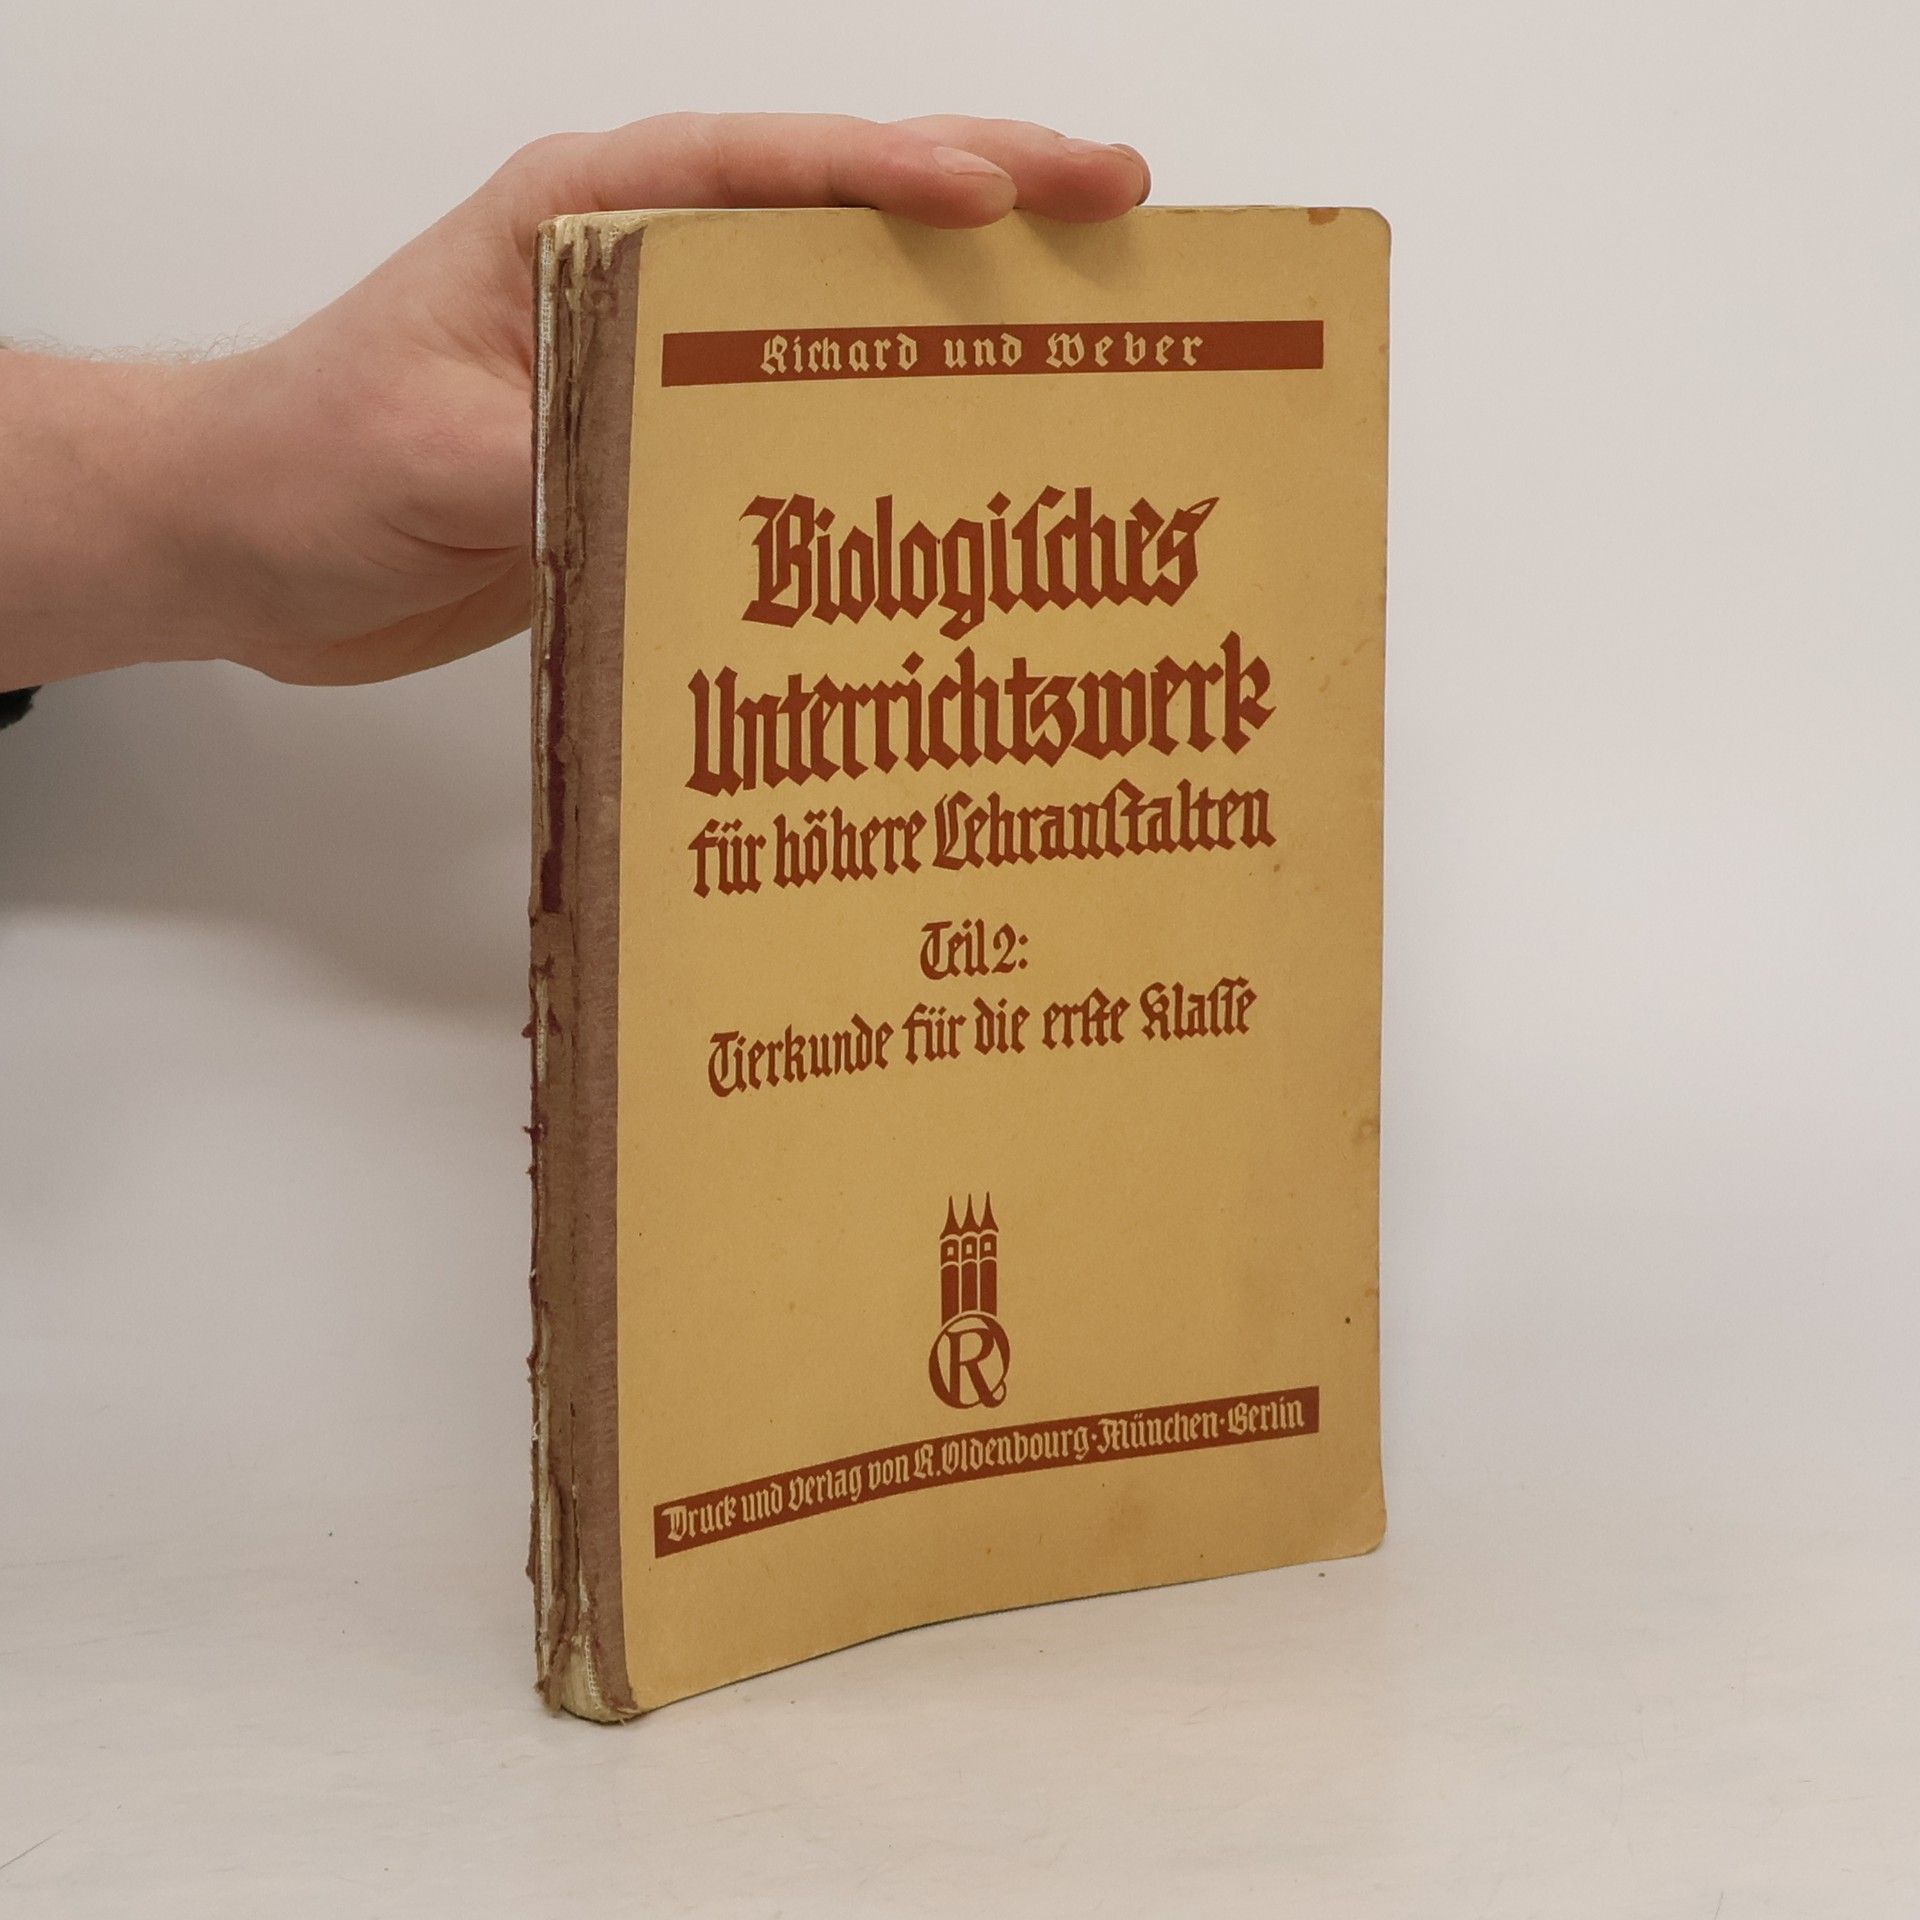 Richard und Weber
Biologiſches
Unterrichtswerk
für höhere Lehranſtalten
Teil 2:
Tierkunde für die erſte Klaſſe
R
Druck und Verlag von R. Oldenbourg · München · Berlin